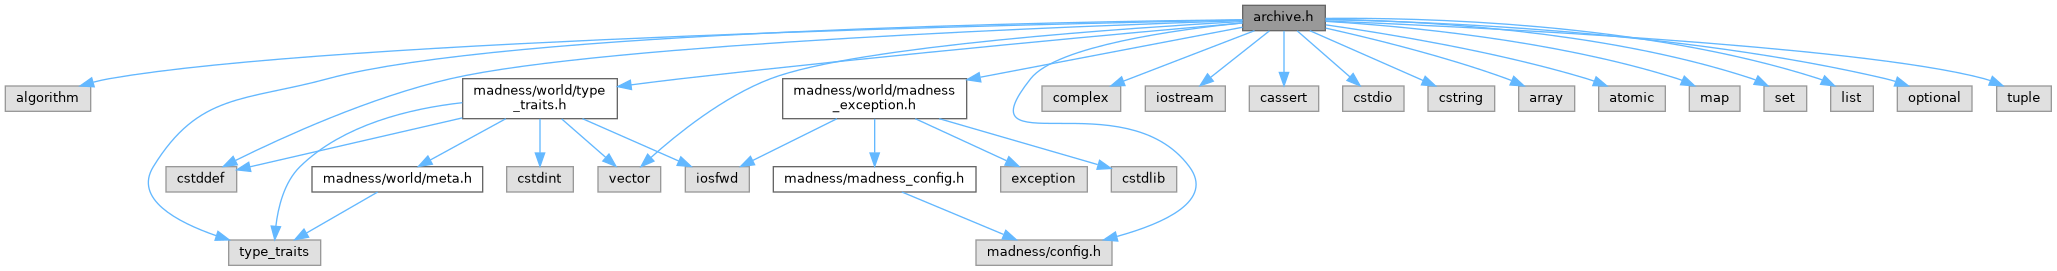 archive.h
algorithm
madness/world/type
_traits.h
madness/world/madness
_exception.h
complex
iostream
cassert
cstdio
cstring
array
atomic
map
set
list
optional
tuple
cstddef
madness/world/meta.h
cstdint
vector
iosfwd
madness/madness_config.h
exception
cstdlib
type_traits
madness/config.h